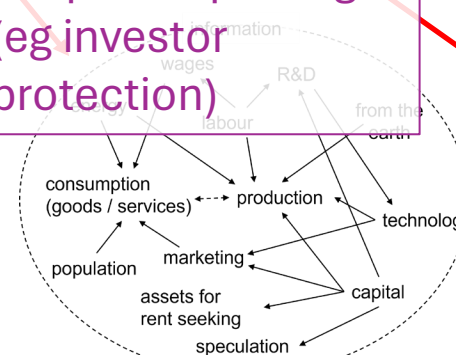 (eg investor
protection)
information
wages
R&D
energy
labour
from the
earth
consumption
(goods / services)
production
technolog
population
marketing
assets for
rent seeking
capital
speculation